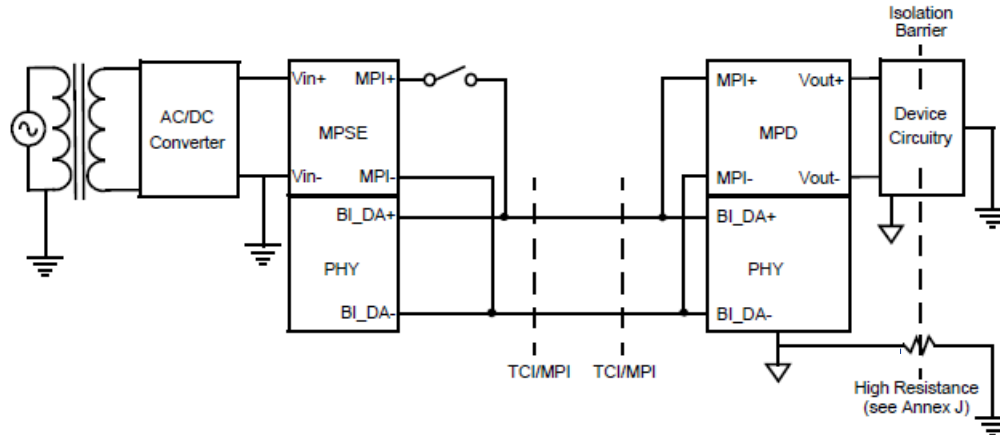 Isolation
Barrier
Vin+
MPI+
MPI+
Vout+
AC/DC
Converter
MPSE
MPD
Device
Circuitry
Vin-
MPI-
MPI-
Vout-
BI_DA+
BI_DA+
PHY
PHY
BI_DA-
BI_DA-
TCI/MPI
TCI/MPI
High Resistance
(see Annex J)